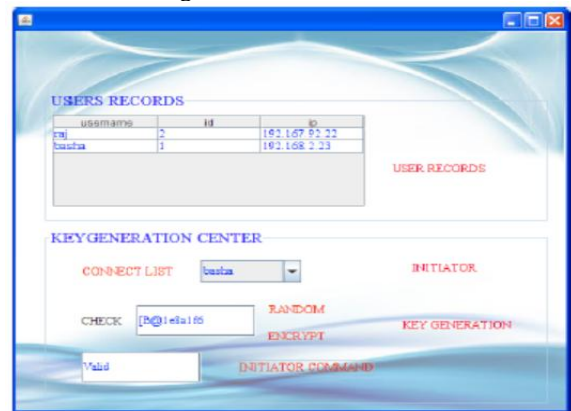 USERS RECORDS
username id ip
raj 2 192.167.92.22
basha 1 192.168.2.23
USER RECORDS
KEYGENERATION CENTER
CONNECT LIST basha INITIATOR
CHECK [B@1e8a1f6 RANDOM
ENCRYPT KEY GENERATION
Valid INITIATOR COMMAND